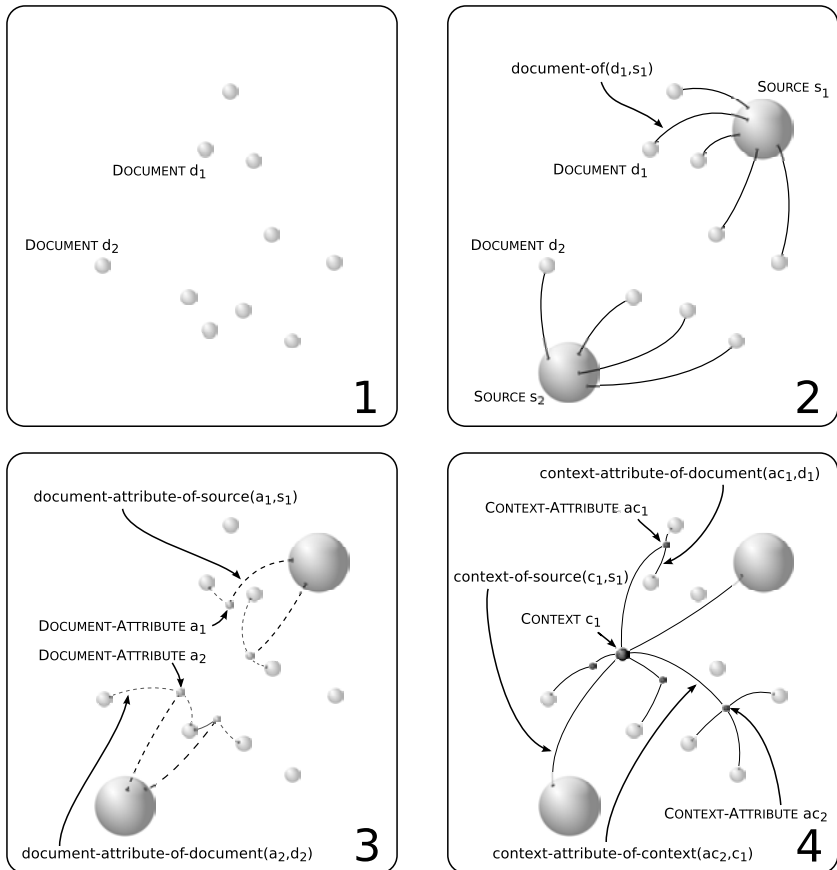 DOCUMENT d1
DOCUMENT d2
1
document-of(d1,s1)
SOURCE s1
DOCUMENT d1
DOCUMENT d2
SOURCE s2
2
document-attribute-of-source(a1,s1)
DOCUMENT-ATTRIBUTE a1
DOCUMENT-ATTRIBUTE a2
document-attribute-of-document(a2,d2)
3
context-attribute-of-document(ac1,d1)
CONTEXT-ATTRIBUTE ac1
context-of-source(c1,s1)
CONTEXT c1
CONTEXT-ATTRIBUTE ac2
context-attribute-of-context(ac2,c1)
4